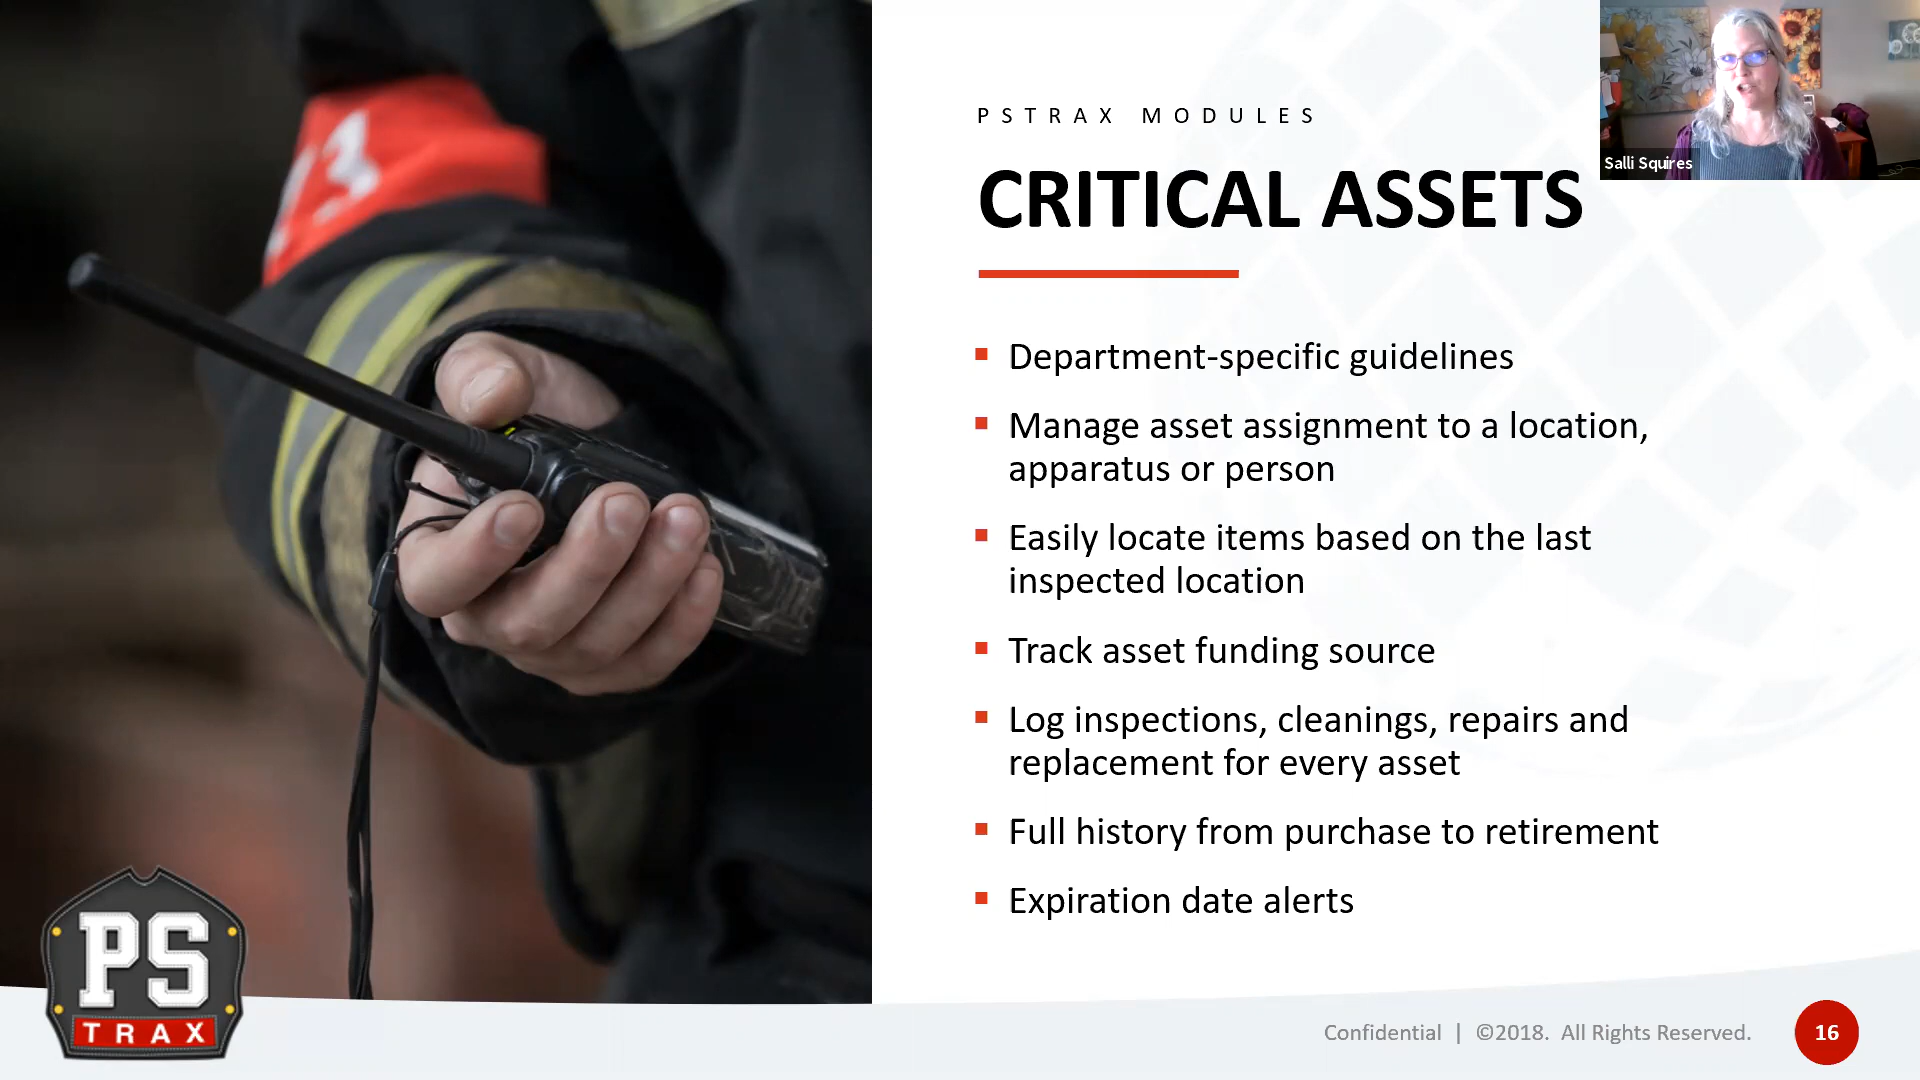 PSTRAX MODULES
CRITICAL ASSETS
Salli Squires
Department-specific guidelines
Manage asset assignment to a location,
apparatus or person
Easily locate items based on the last
inspected location
Track asset funding source
Log inspections, cleanings, repairs and
replacement for every asset
Full history from purchase to retirement
Expiration date alerts
13
PS
TRAX
Confidential | ©2018. All Rights Reserved.
16